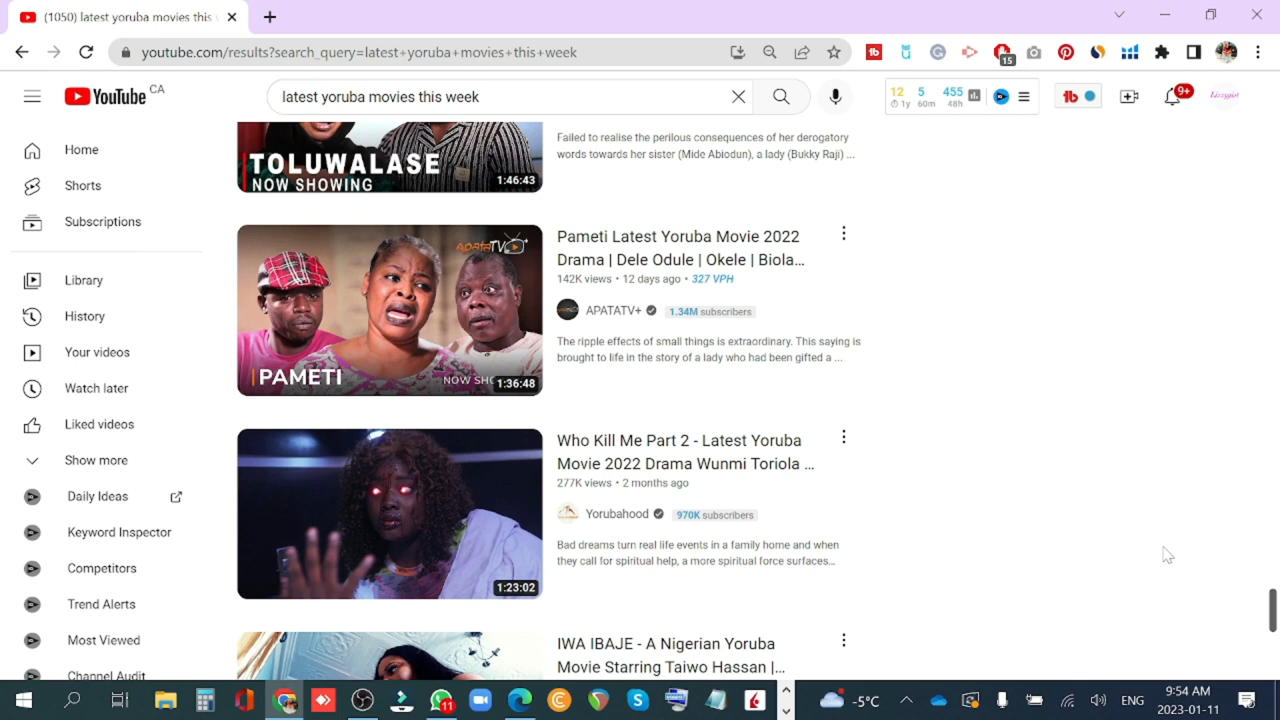 (1050) latest yoruba movies this
youtube.com/results?search_query=latest+yoruba+movies+this+week
15
YouTube CA
latest yoruba movies this week
12 5 455
1y 60m 48h
9+
Home
Shorts
Subscriptions
Library
History
Your videos
Watch later
Liked videos
Show more
Daily Ideas
Keyword Inspector
Competitors
Trend Alerts
Most Viewed
Channel Audit
TOLUWALASE
NOW SHOWING
1:46:43
Failed to realise the perilous consequences of her derogatory
words towards her sister (Mide Abiodun), a lady (Bukky Raji) ...
APATATV+
PAMETI
NOW SHO
1:36:48
Pameti Latest Yoruba Movie 2022
Drama | Dele Odule | Okele | Biola...
142K views • 12 days ago • 327 VPH
APATATV+ 1.34M subscribers
The ripple effects of small things is extraordinary. This saying is
brought to life in the story of a lady who had been gifted a ...
1:23:02
Who Kill Me Part 2 - Latest Yoruba
Movie 2022 Drama Wunmi Toriola ...
277K views • 2 months ago
Yorubahood 970K subscribers
Bad dreams turn real life events in a family home and when
they call for spiritual help, a more spiritual force surfaces...
IWA IBAJE - A Nigerian Yoruba
Movie Starring Taiwo Hassan |...
11
-5°C
ENG
9:54 AM
2023-01-11